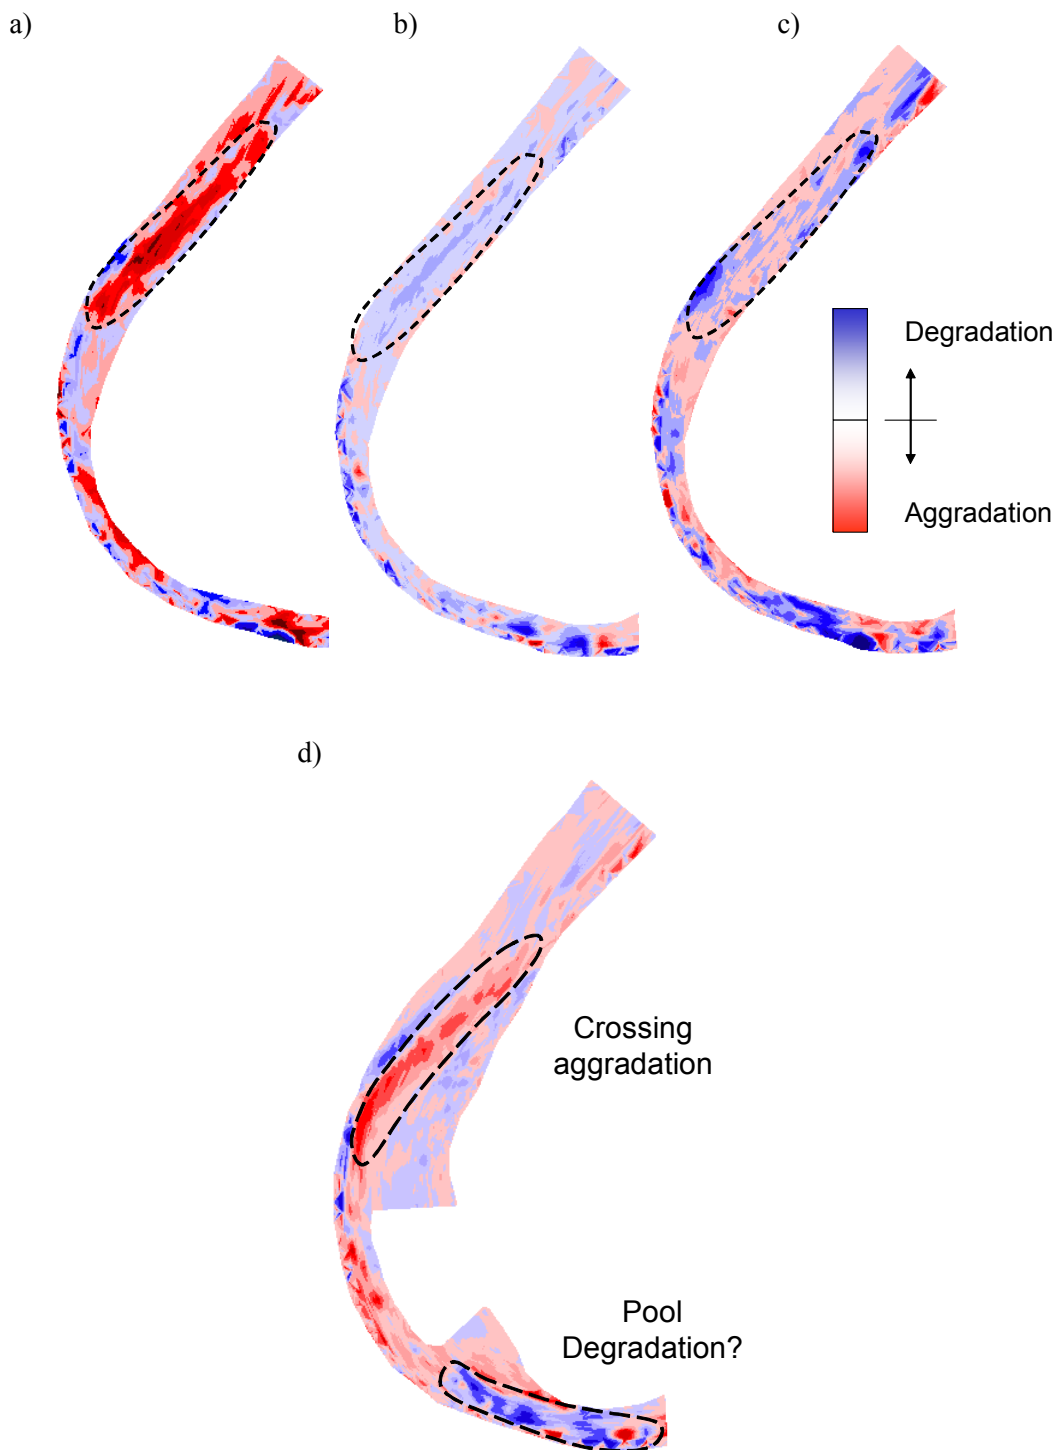 a)
b)
c)
Degradation
Aggradation
d)
Crossing
aggradation
Pool
Degradation?